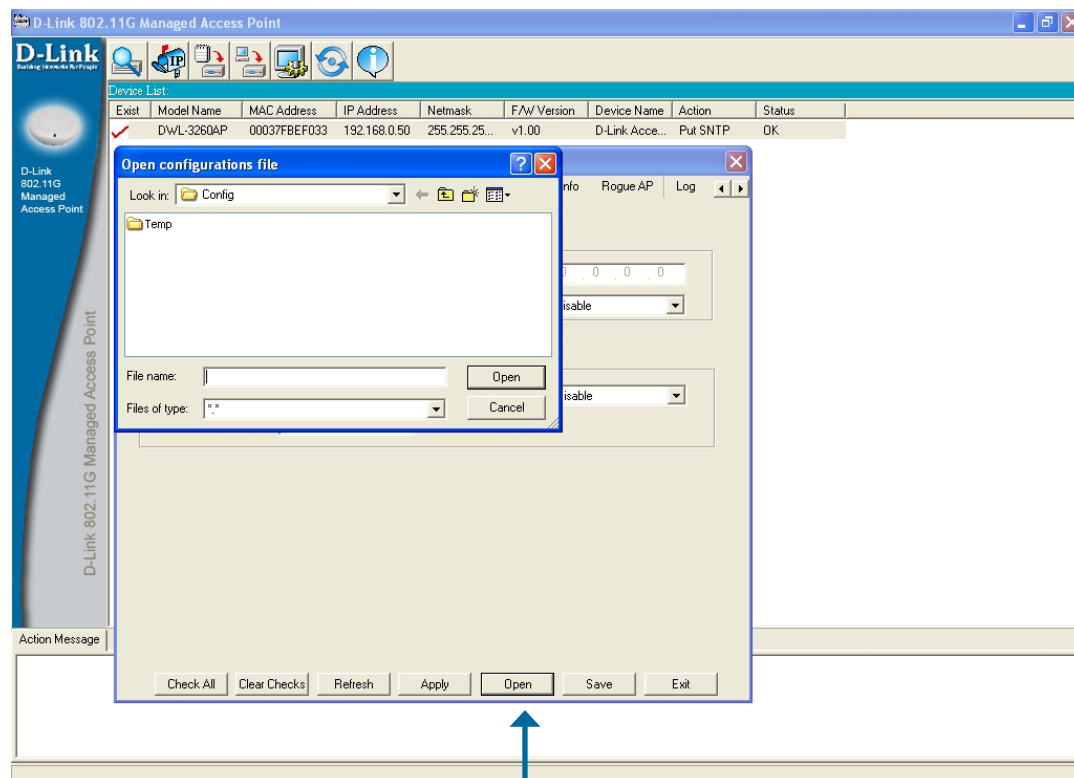 D-Link 802.11G Managed Access Point
D-Link
Building Networks for People
IP
Device List:
Exist Model Name MAC Address IP Address Netmask F/W Version Device Name Action Status
DWL-3260AP 00037FBEF033 192.168.0.50 255.255.25... v1.00 D-Link Acce... Put SNTP OK
D-Link
802.11G
Managed
Access Point
D-Link 802.11G Managed Access Point
Open configurations file
Look in: Config
Temp
File name: Open
Files of type: *.* Cancel
nfo Rogue AP Log
0 0 0
isable
isable
Action Message
Check All Clear Checks Refresh Apply Open Save Exit